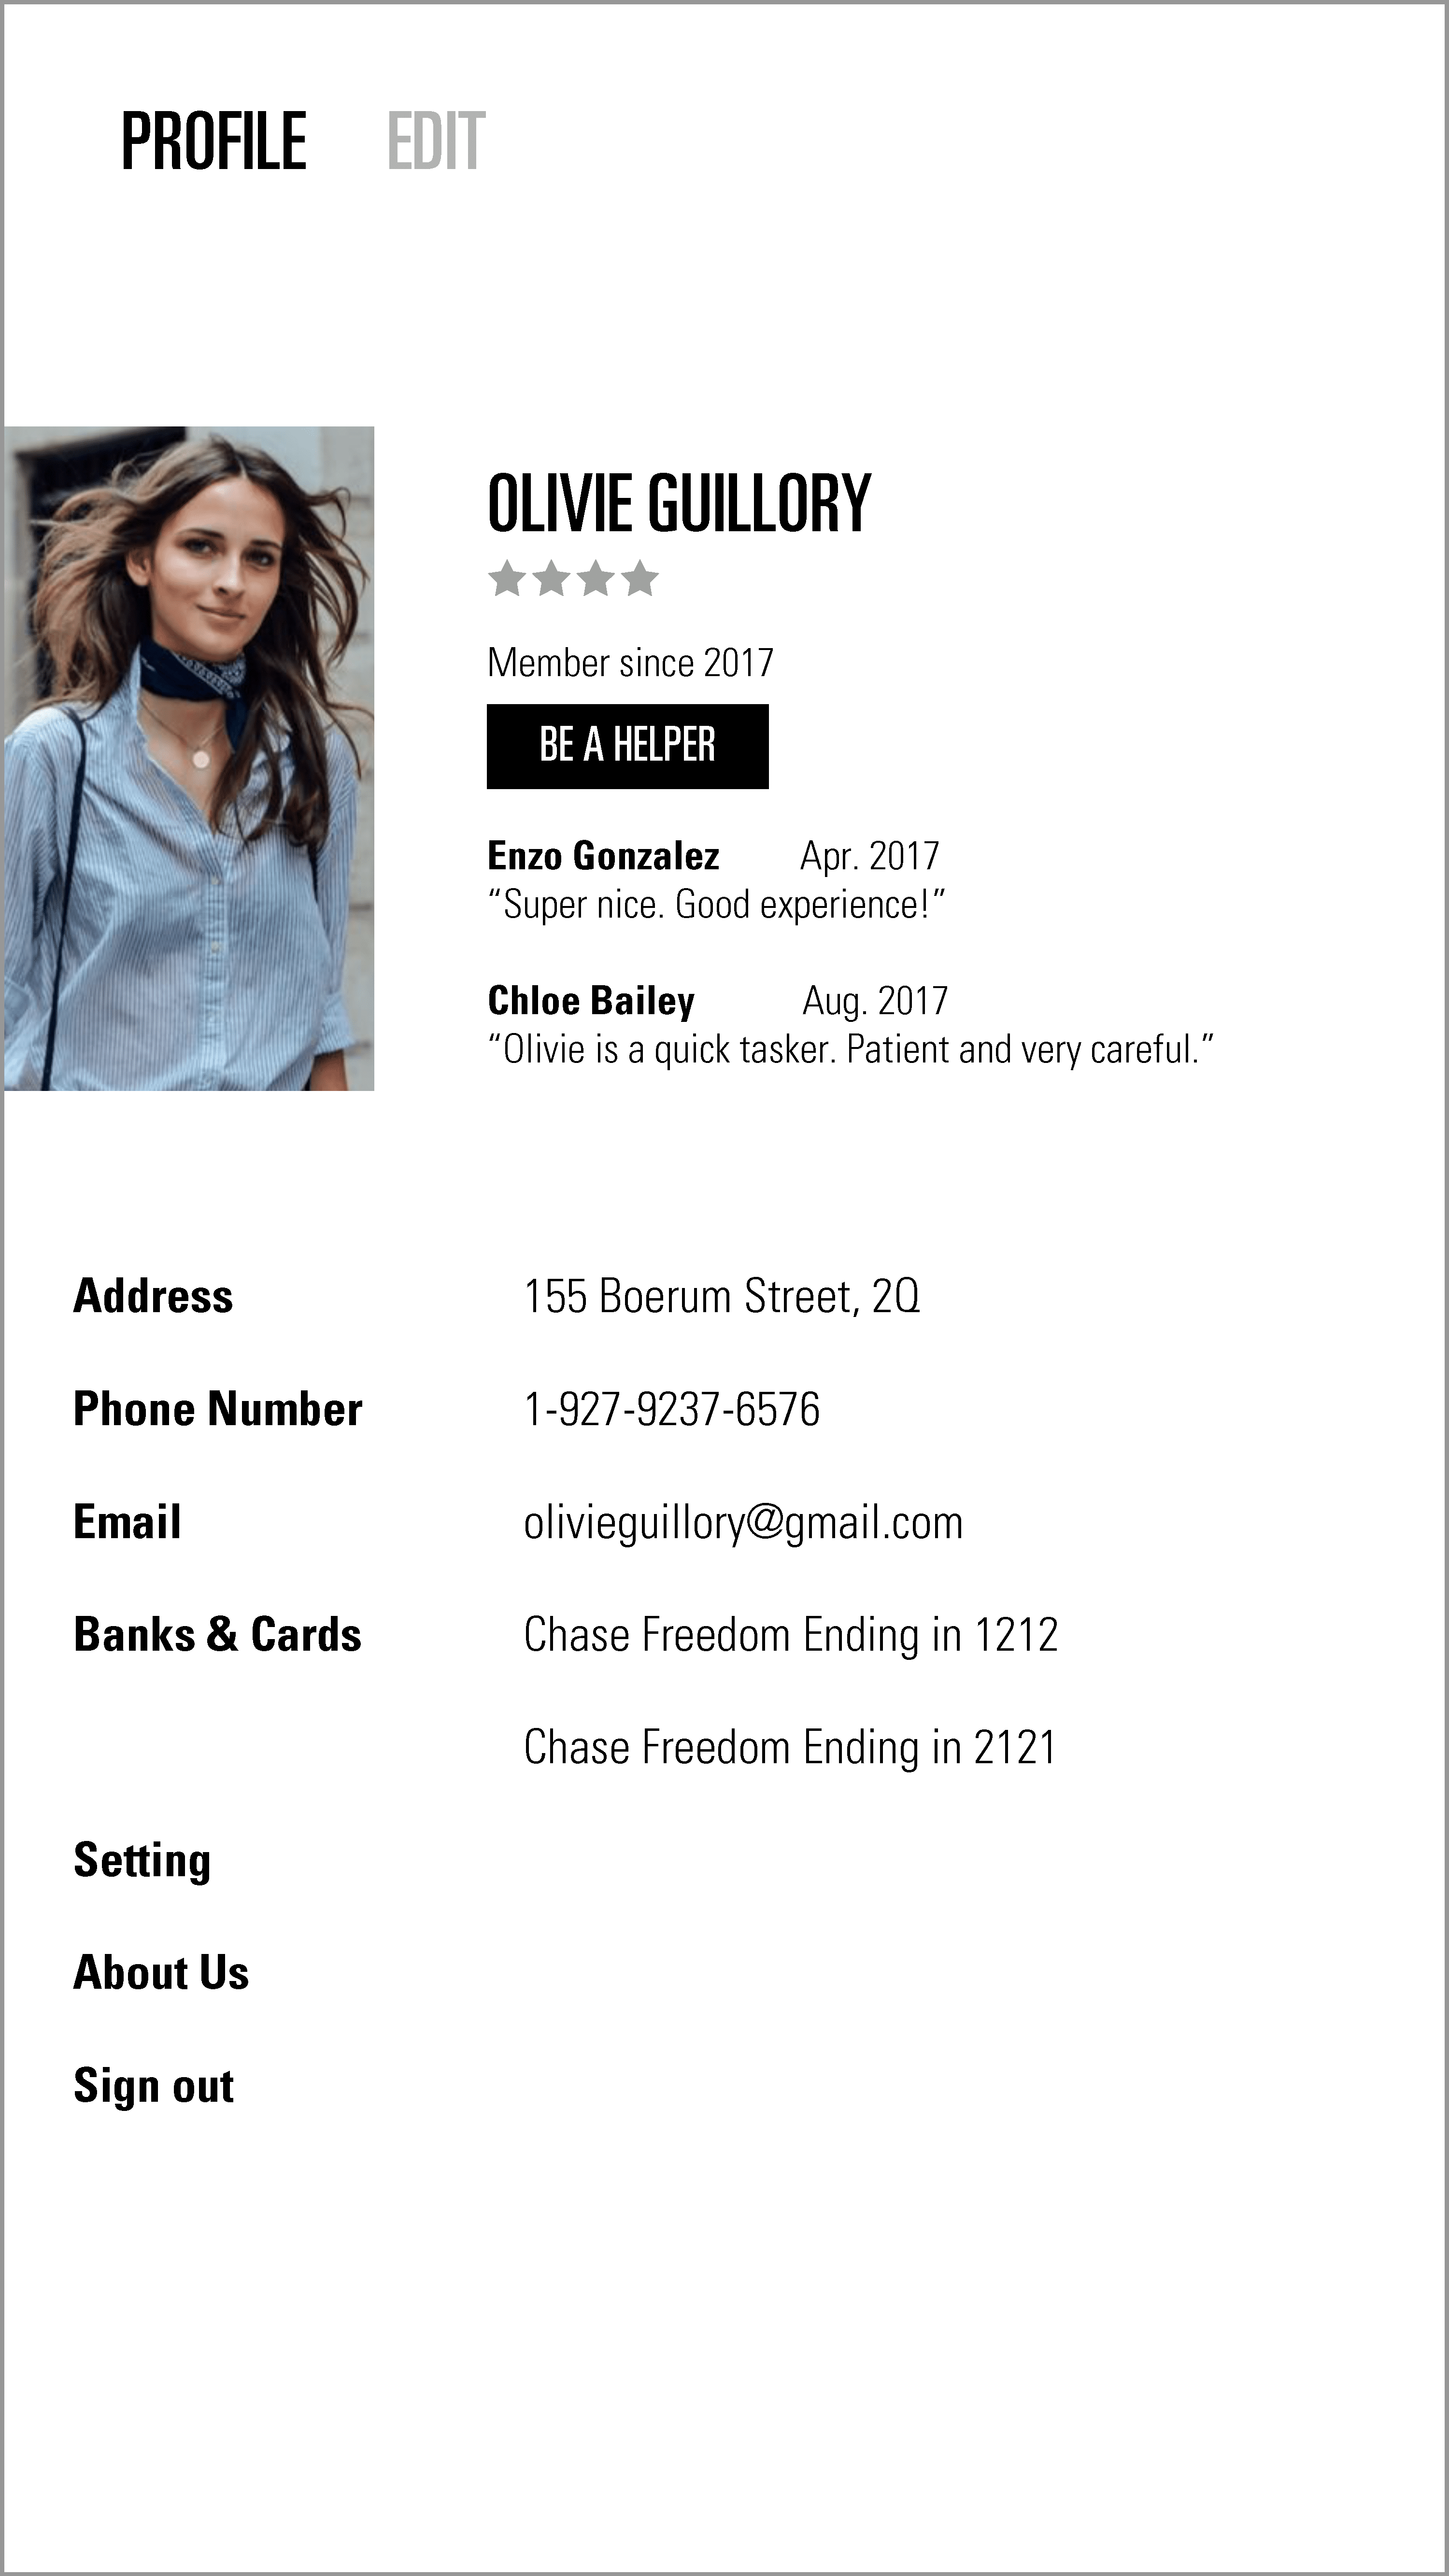 PROFILE EDIT
OLIVIE GUILLORY
Member since 2017
BE A HELPER
Enzo Gonzalez Apr. 2017
“Super nice. Good experience!”
Chloe Bailey Aug. 2017
“Olivie is a quick tasker. Patient and very careful.”
Address 155 Boerum Street, 2Q
Phone Number 1-927-9237-6576
Email olivieguillory@gmail.com
Banks & Cards Chase Freedom Ending in 1212
Chase Freedom Ending in 2121
Setting
About Us
Sign out